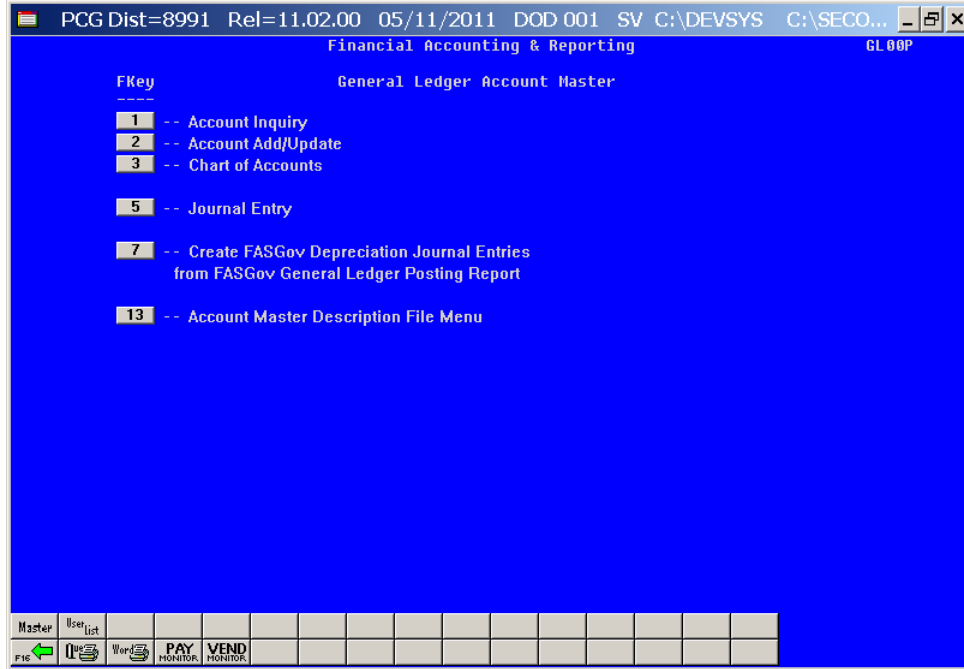 PCG Dist=8991 Rel=11.02.00 05/11/2011 DOD 001 SV C:\DEVSYS C:\SECO...
Financial Accounting & Reporting GL00P
FKey General Ledger Account Master
----
1 -- Account Inquiry
2 -- Account Add/Update
3 -- Chart of Accounts
5 -- Journal Entry
7 -- Create FASGov Depreciation Journal Entries
from FASGov General Ledger Posting Report
13 -- Account Master Description File Menu
Master User List
F16 Que Word PAY MONITOR VEND MONITOR